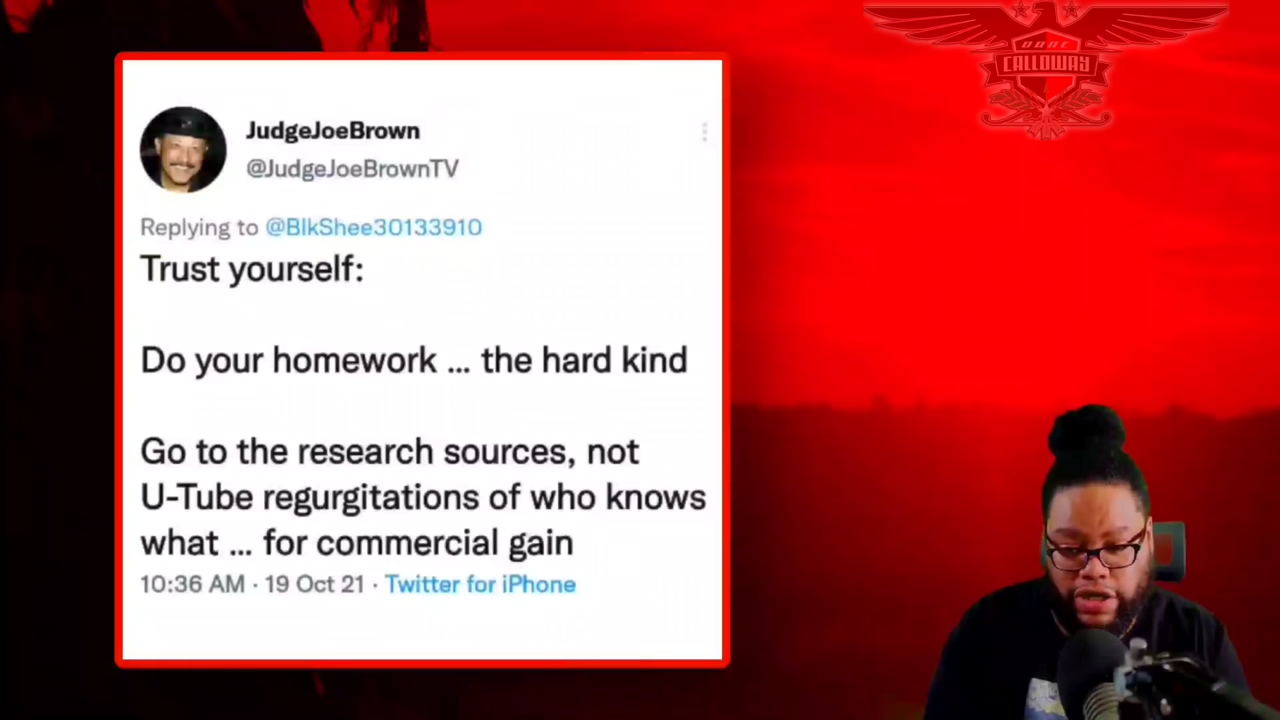 CALLOWAY
JudgeJoeBrown
@JudgeJoeBrownTV
Replying to @BlkShee30133910
Trust yourself:
Do your homework ... the hard kind
Go to the research sources, not
U-Tube regurgitations of who knows
what ... for commercial gain
10:36 AM · 19 Oct 21 · Twitter for iPhone